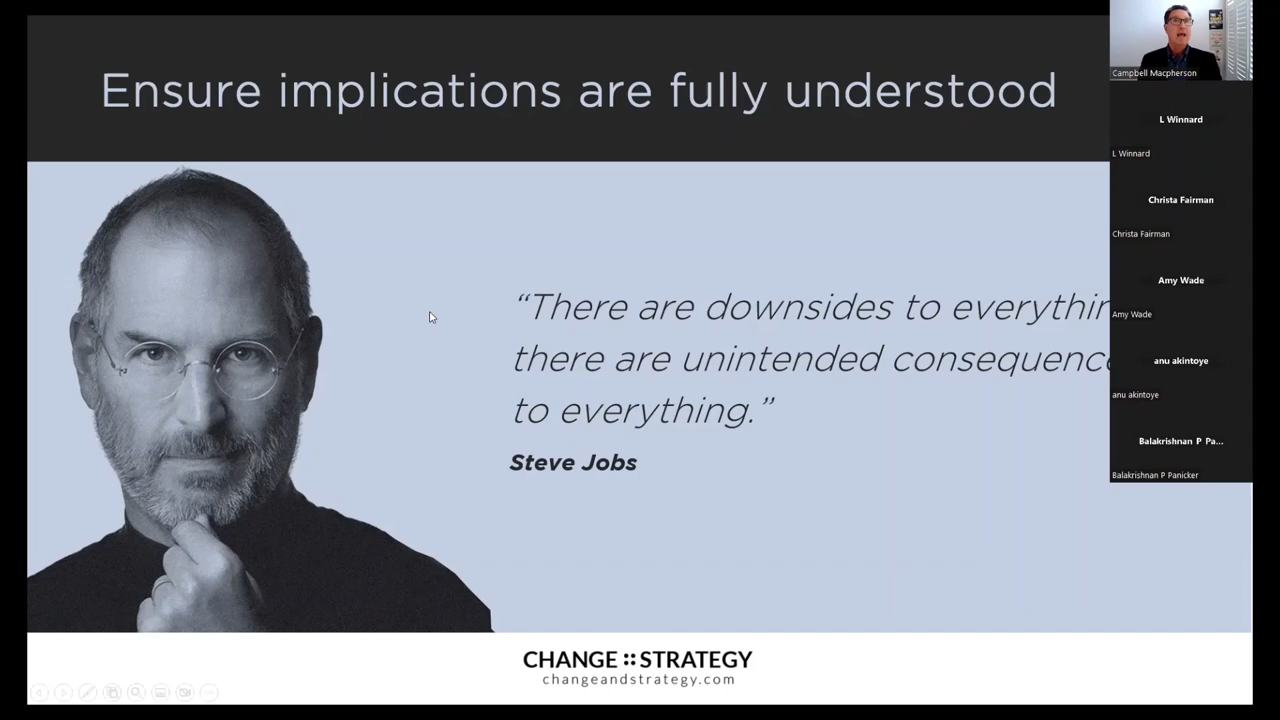 Ensure implications are fully understood
“There are downsides to everythin
there are unintended consequenc
to everything.”
Steve Jobs
CHANGE::STRATEGY
changeandstrategy.com
Campbell Macpherson
L Winnard
L Winnard
Christa Fairman
Christa Fairman
Amy Wade
Amy Wade
anu akintoye
anu akintoye
Balakrishnan P Pa...
Balakrishnan P Panicker